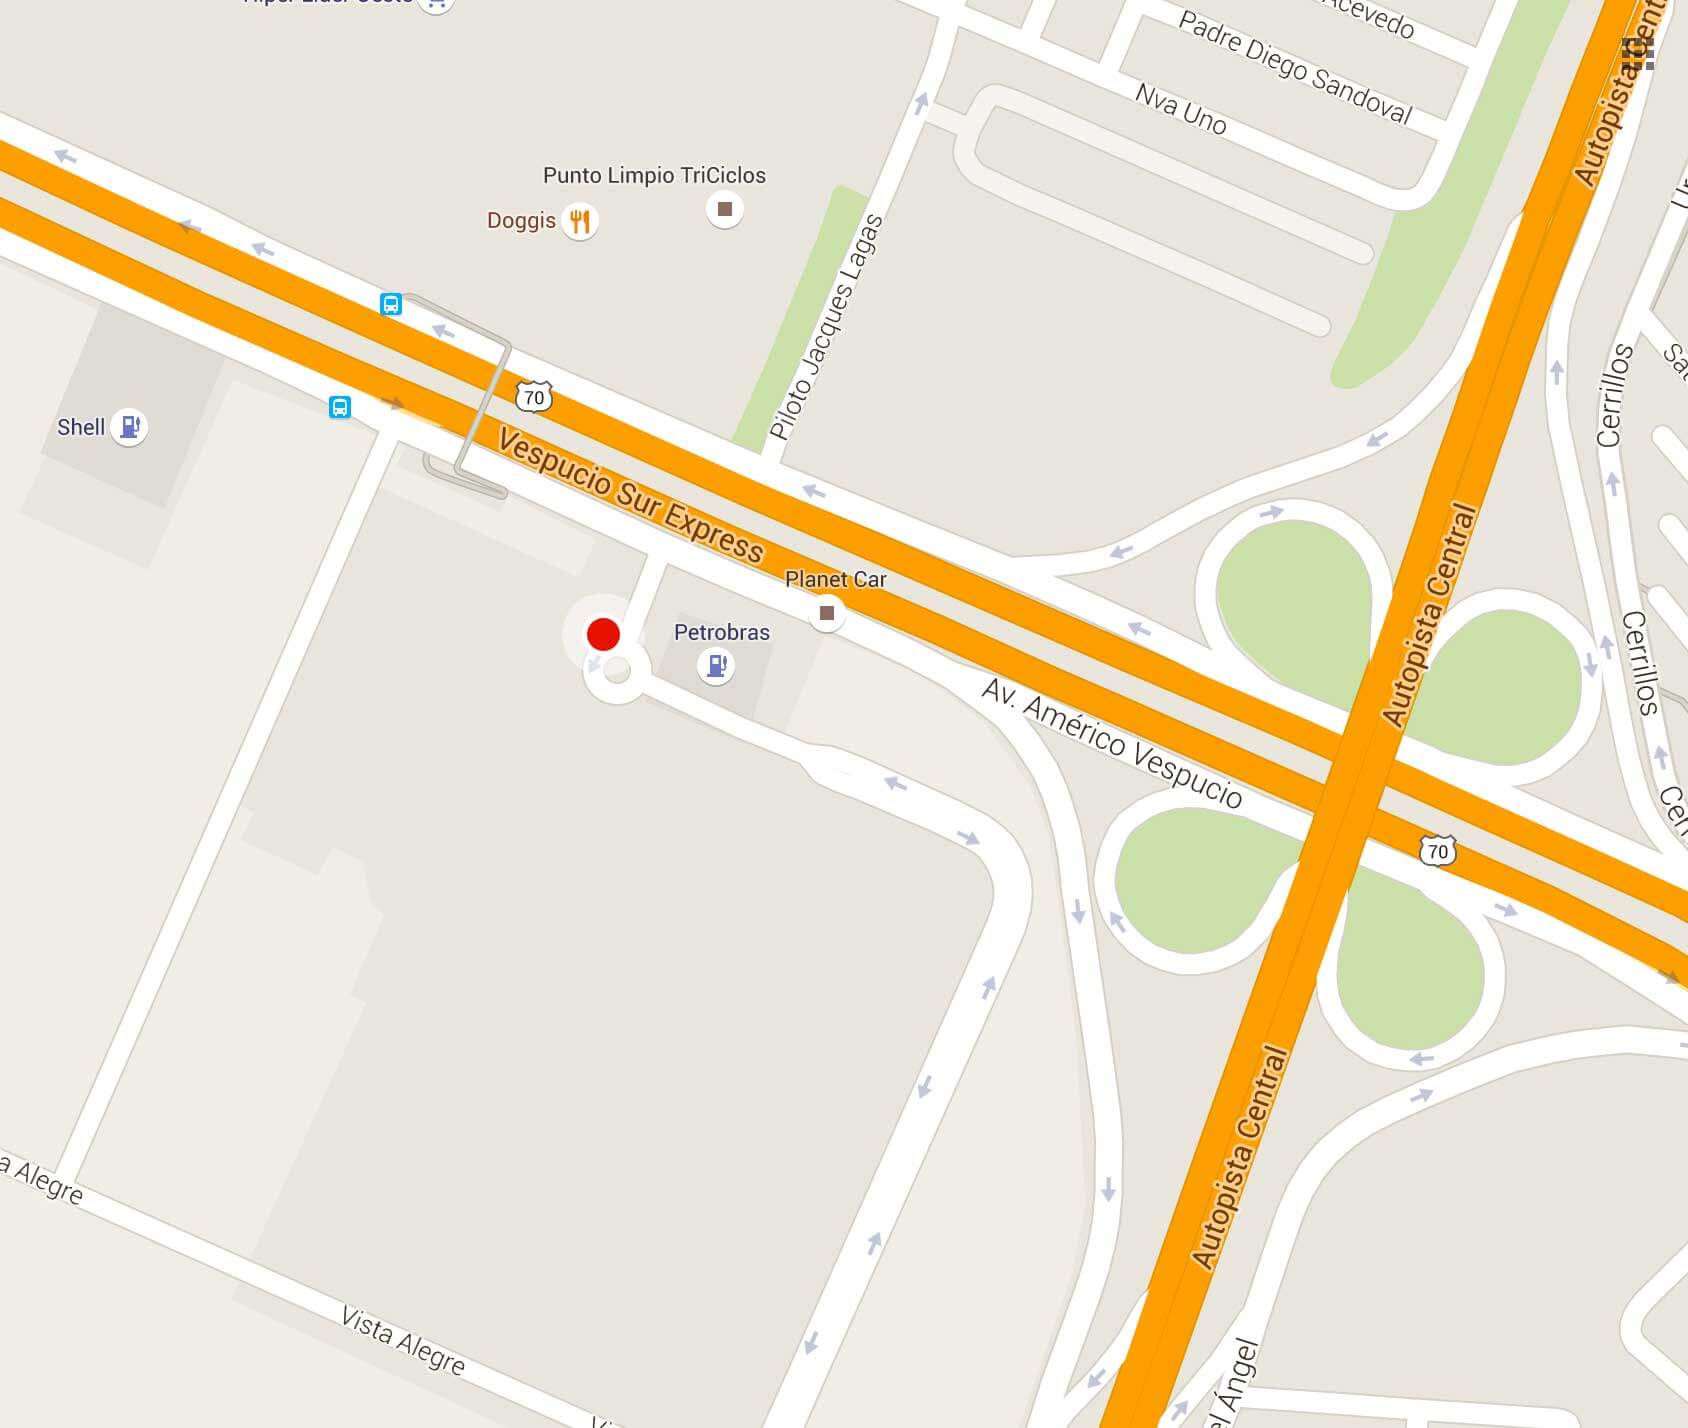 Acevedo
Padre Diego Sandoval
Nva Uno
Autopista
Punto Limpio TriCiclos
Doggis
Piloto Jacques Lagas
70
Shell
Vespucio Sur Express
Planet Car
Petrobras
Cerrillos
Autopista Central
Cerrillos
Av. Américo Vespucio
70
Autopista Central
a Alegre
Vista Alegre
el Ángel